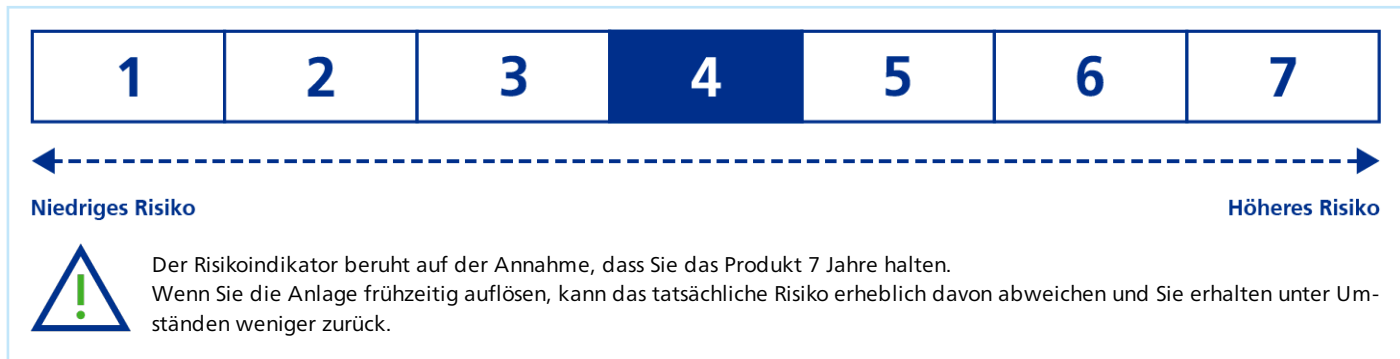 1 2 3 4 5 6 7
Niedriges Risiko Höheres Risiko
Der Risikoindikator beruht auf der Annahme, dass Sie das Produkt 7 Jahre halten.
Wenn Sie die Anlage frühzeitig auflösen, kann das tatsächliche Risiko erheblich davon abweichen und Sie erhalten unter Um-
ständen weniger zurück.